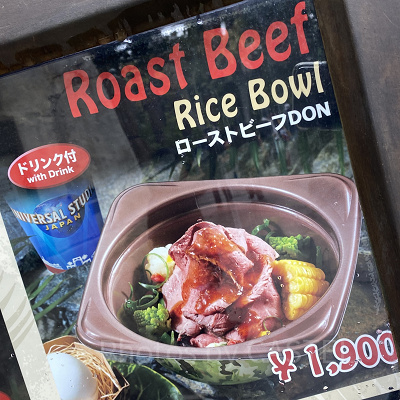 Roast Beef
Rice Bowl
ローストビーフDON
ドリンク付
with Drink
UNIVERSAL STUDIOS
JAPAN
¥ 1,900